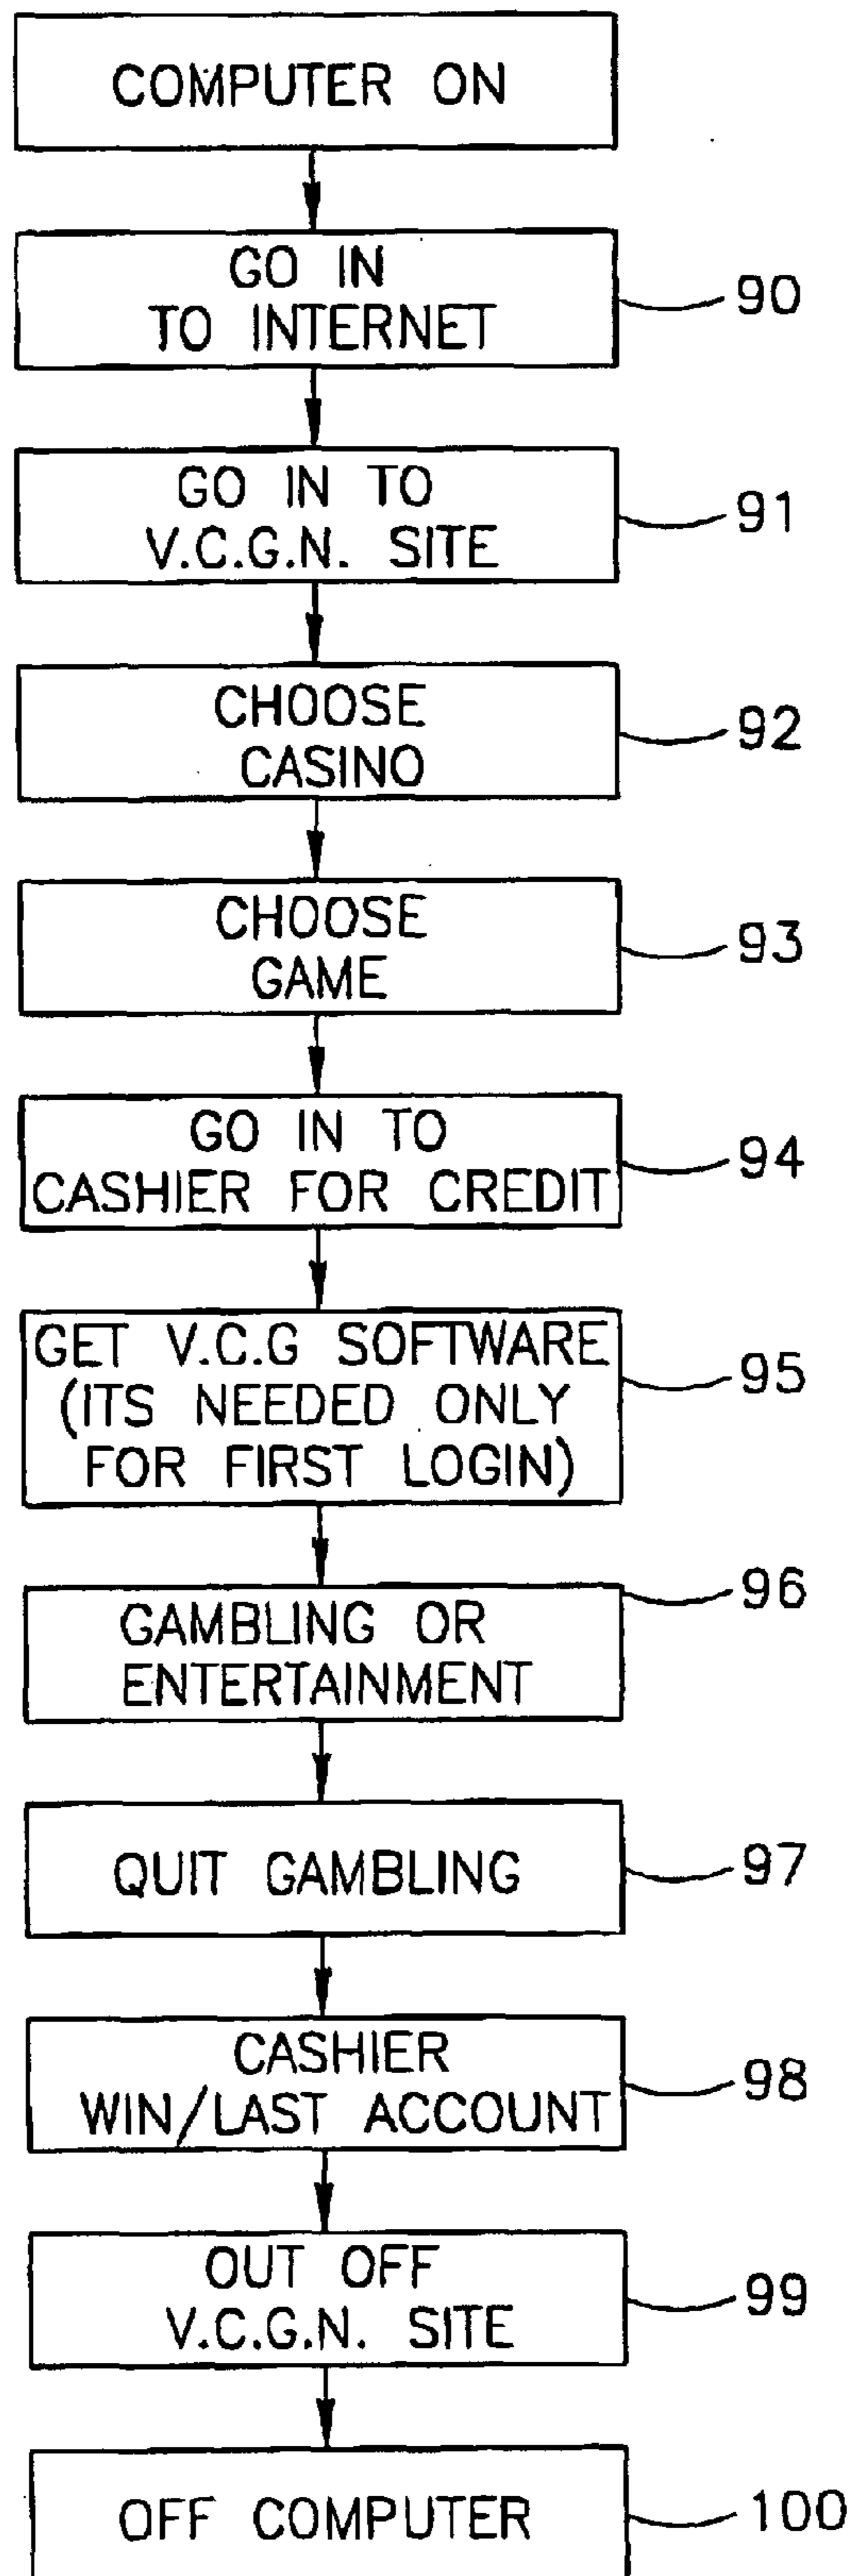 COMPUTER ON
GO IN
TO INTERNET
90
GO IN TO
V.C.G.N. SITE
91
CHOOSE
CASINO
92
CHOOSE
GAME
93
GO IN TO
CASHIER FOR CREDIT
94
GET V.C.G SOFTWARE
(ITS NEEDED ONLY
FOR FIRST LOGIN)
95
GAMBLING OR
ENTERTAINMENT
96
QUIT GAMBLING
97
CASHIER
WIN/LAST ACCOUNT
98
OUT OFF
V.C.G.N. SITE
99
OFF COMPUTER
100